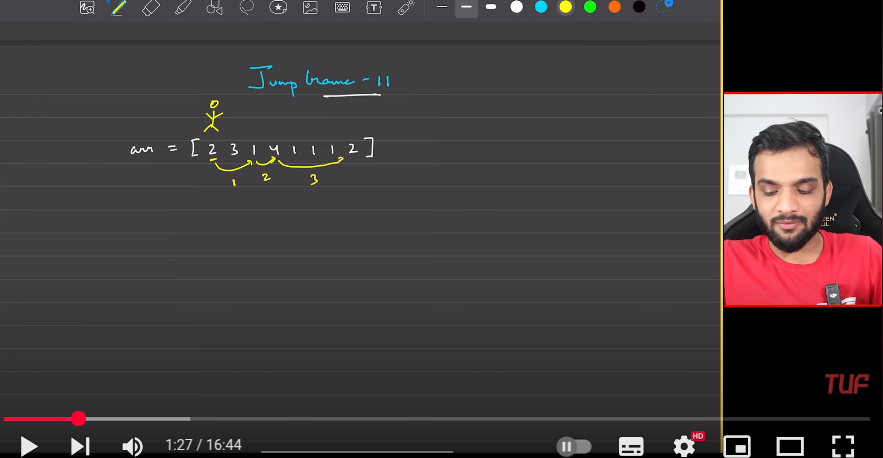 Jump Game - II
arr = [ 2 3 1 4 1 1 1 2 ]
1 2 3
TUF
1:27 / 16:44
HD